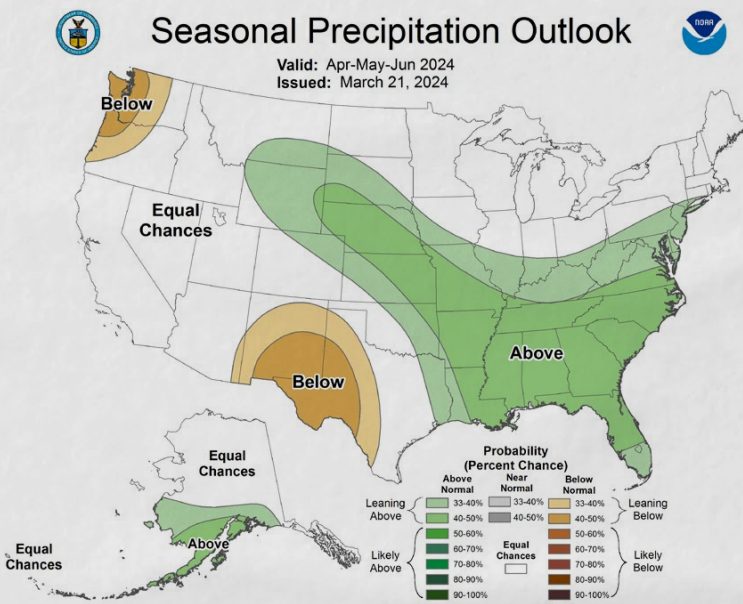 Seasonal Precipitation Outlook
NOAA
Valid: Apr-May-Jun 2024
Issued: March 21, 2024
Below
Equal
Chances
Above
Below
Equal
Chances
Above
Equal
Chances
Probability
(Percent Chance)
Above
Normal
Near
Normal
Below
Normal
Leaning
Above
33-40%
33-40%
33-40%
Leaning
Below
40-50%
40-50%
40-50%
Likely
Above
50-60%
50-60%
60-70%
Equal
Chances
60-70%
70-80%
70-80%
80-90%
80-90%
90-100%
90-100%
Likely
Below